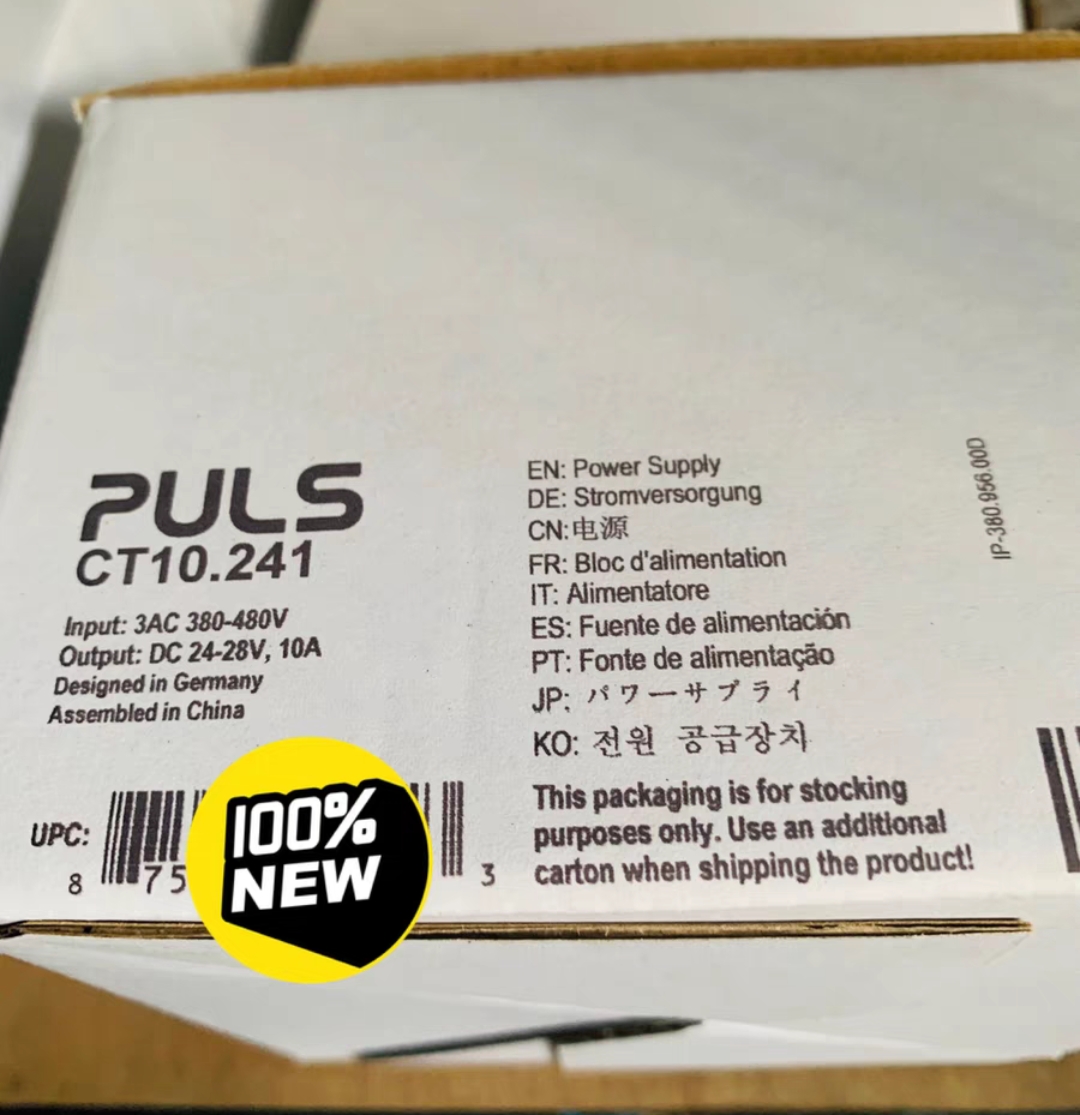 PULS
CT10.241
Input: 3AC 380-480V
Output: DC 24-28V, 10A
Designed in Germany
Assembled in China
UPC:
8
75
3
100%
NEW
EN: Power Supply
DE: Stromversorgung
CN:电源
FR: Bloc d'alimentation
IT: Alimentatore
ES: Fuente de alimentación
PT: Fonte de alimentação
JP: パワーサプライ
KO: 전원 공급장치
This packaging is for stocking
purposes only. Use an additional
carton when shipping the product!
IP-380.956.00D